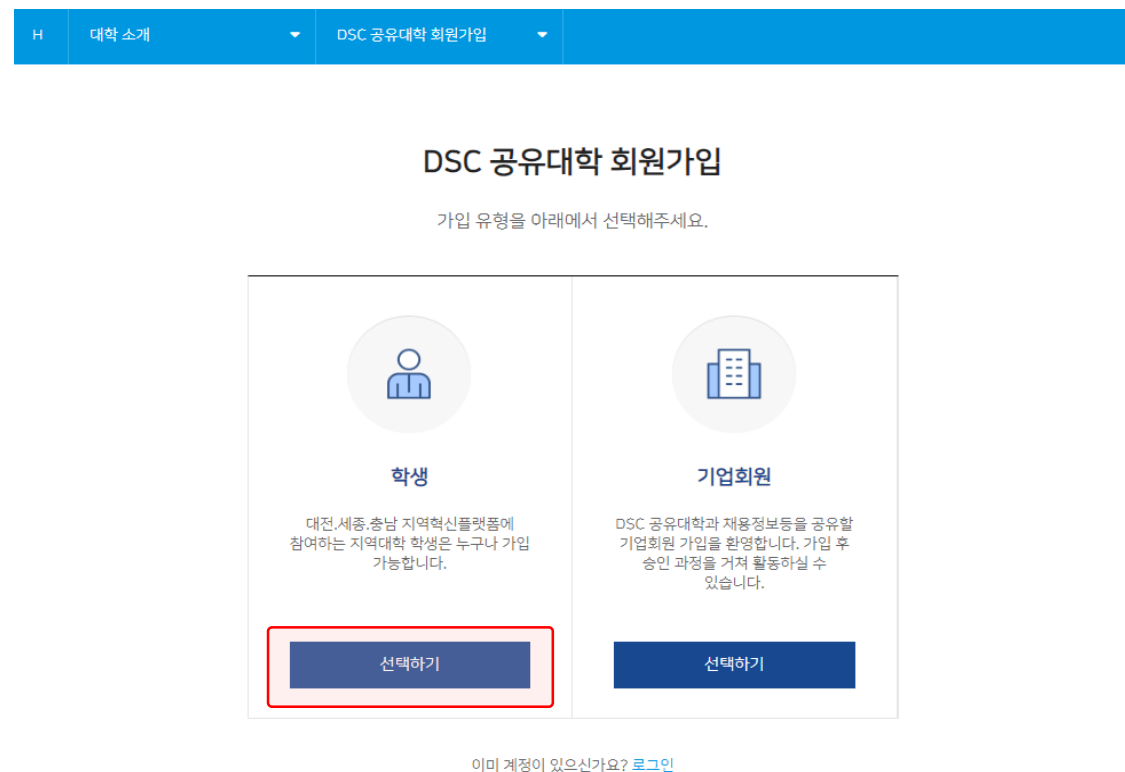 H 대학 소개 DSC 공유대학 회원가입
DSC 공유대학 회원가입
가입 유형을 아래에서 선택해주세요.
학생
대전.세종.충남 지역혁신플랫폼에
참여하는 지역대학 학생은 누구나 가입
가능합니다.
선택하기
기업회원
DSC 공유대학과 채용정보등을 공유할
기업회원 가입을 환영합니다. 가입 후
승인 과정을 거쳐 활동하실 수
있습니다.
선택하기
이미 계정이 있으신가요? 로그인